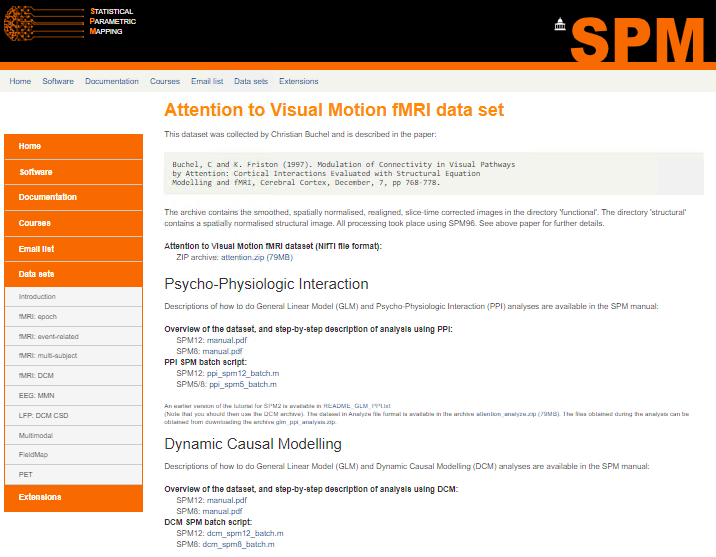 STATISTICAL
PARAMETRIC
MAPPING
SPM
Home Software Documentation Courses Email list Data sets Extensions
Home
Software
Documentation
Courses
Email list
Data sets
Introduction
fMRI: epoch
fMRI: event-related
fMRI: multi-subject
fMRI: DCM
EEG: MMN
LFP: DCM CSD
Multimodal
FieldMap
PET
Extensions
Attention to Visual Motion fMRI data set
This dataset was collected by Christian Buchel and is described in the paper:
Buchel, C and K. Friston (1997). Modulation of Connectivity in Visual Pathways
by Attention: Cortical Interactions Evaluated with Structural Equation
Modelling and fMRI, Cerebral Cortex, December, 7, pp 768-778.
The archive contains the smoothed, spatially normalised, realigned, slice-time corrected images in the directory 'functional'. The directory 'structural'
contains a spatially normalised structural image. All processing took place using SPM96. See above paper for further details.
Attention to Visual Motion fMRI dataset (NIfTI file format):
ZIP archive: attention.zip (79MB)
Psycho-Physiologic Interaction
Descriptions of how to do General Linear Model (GLM) and Psycho-Physiologic Interaction (PPI) analyses are available in the SPM manual:
Overview of the dataset, and step-by-step description of analysis using PPI:
SPM12: manual.pdf
SPM8: manual.pdf
PPI SPM batch script:
SPM12: ppi_spm12_batch.m
SPM5/8: ppi_spm5_batch.m
An earlier version of the tutorial for SPM2 is available in README_GLM_PPI.txt
(Note that you should then use the DCM archive). The dataset in Analyze file format is available in the archive attention_analyze.zip (79MB). The files obtained during the analysis can be
obtained from downloading the archive glm_ppi_analysis.zip.
Dynamic Causal Modelling
Descriptions of how to do General Linear Model (GLM) and Dynamic Causal Modelling (DCM) analyses are available in the SPM manual:
Overview of the dataset, and step-by-step description of analysis using DCM:
SPM12: manual.pdf
SPM8: manual.pdf
DCM SPM batch script:
SPM12: dcm_spm12_batch.m
SPM8: dcm_spm8_batch.m